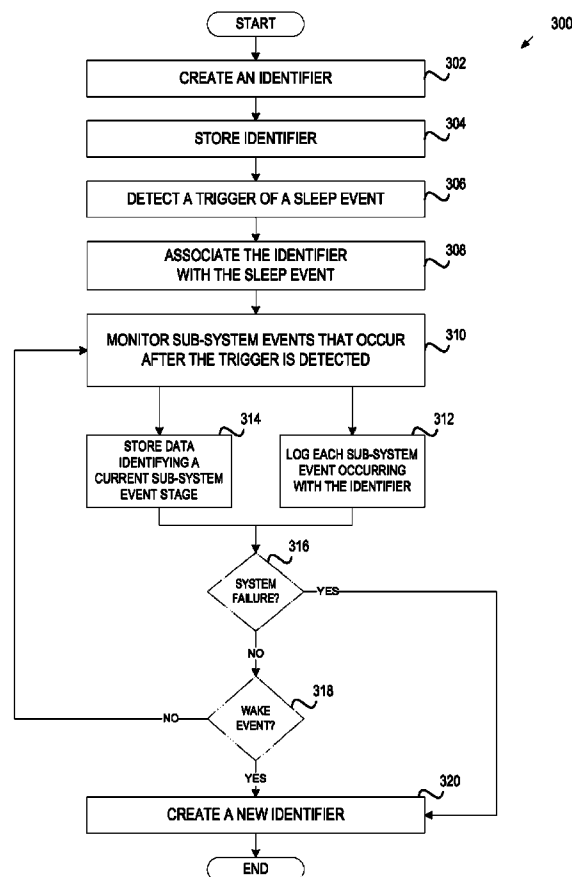 START
300
CREATE AN IDENTIFIER
302
STORE IDENTIFIER
304
DETECT A TRIGGER OF A SLEEP EVENT
306
ASSOCIATE THE IDENTIFIER
WITH THE SLEEP EVENT
308
MONITOR SUB-SYSTEM EVENTS THAT OCCUR
AFTER THE TRIGGER IS DETECTED
310
314
STORE DATA
IDENTIFYING A
CURRENT SUB-SYSTEM
EVENT STAGE
312
LOG EACH SUB-SYSTEM
EVENT OCCURRING
WITH THE IDENTIFIER
316
SYSTEM
FAILURE?
YES
NO
318
WAKE
EVENT?
NO
YES
320
CREATE A NEW IDENTIFIER
END